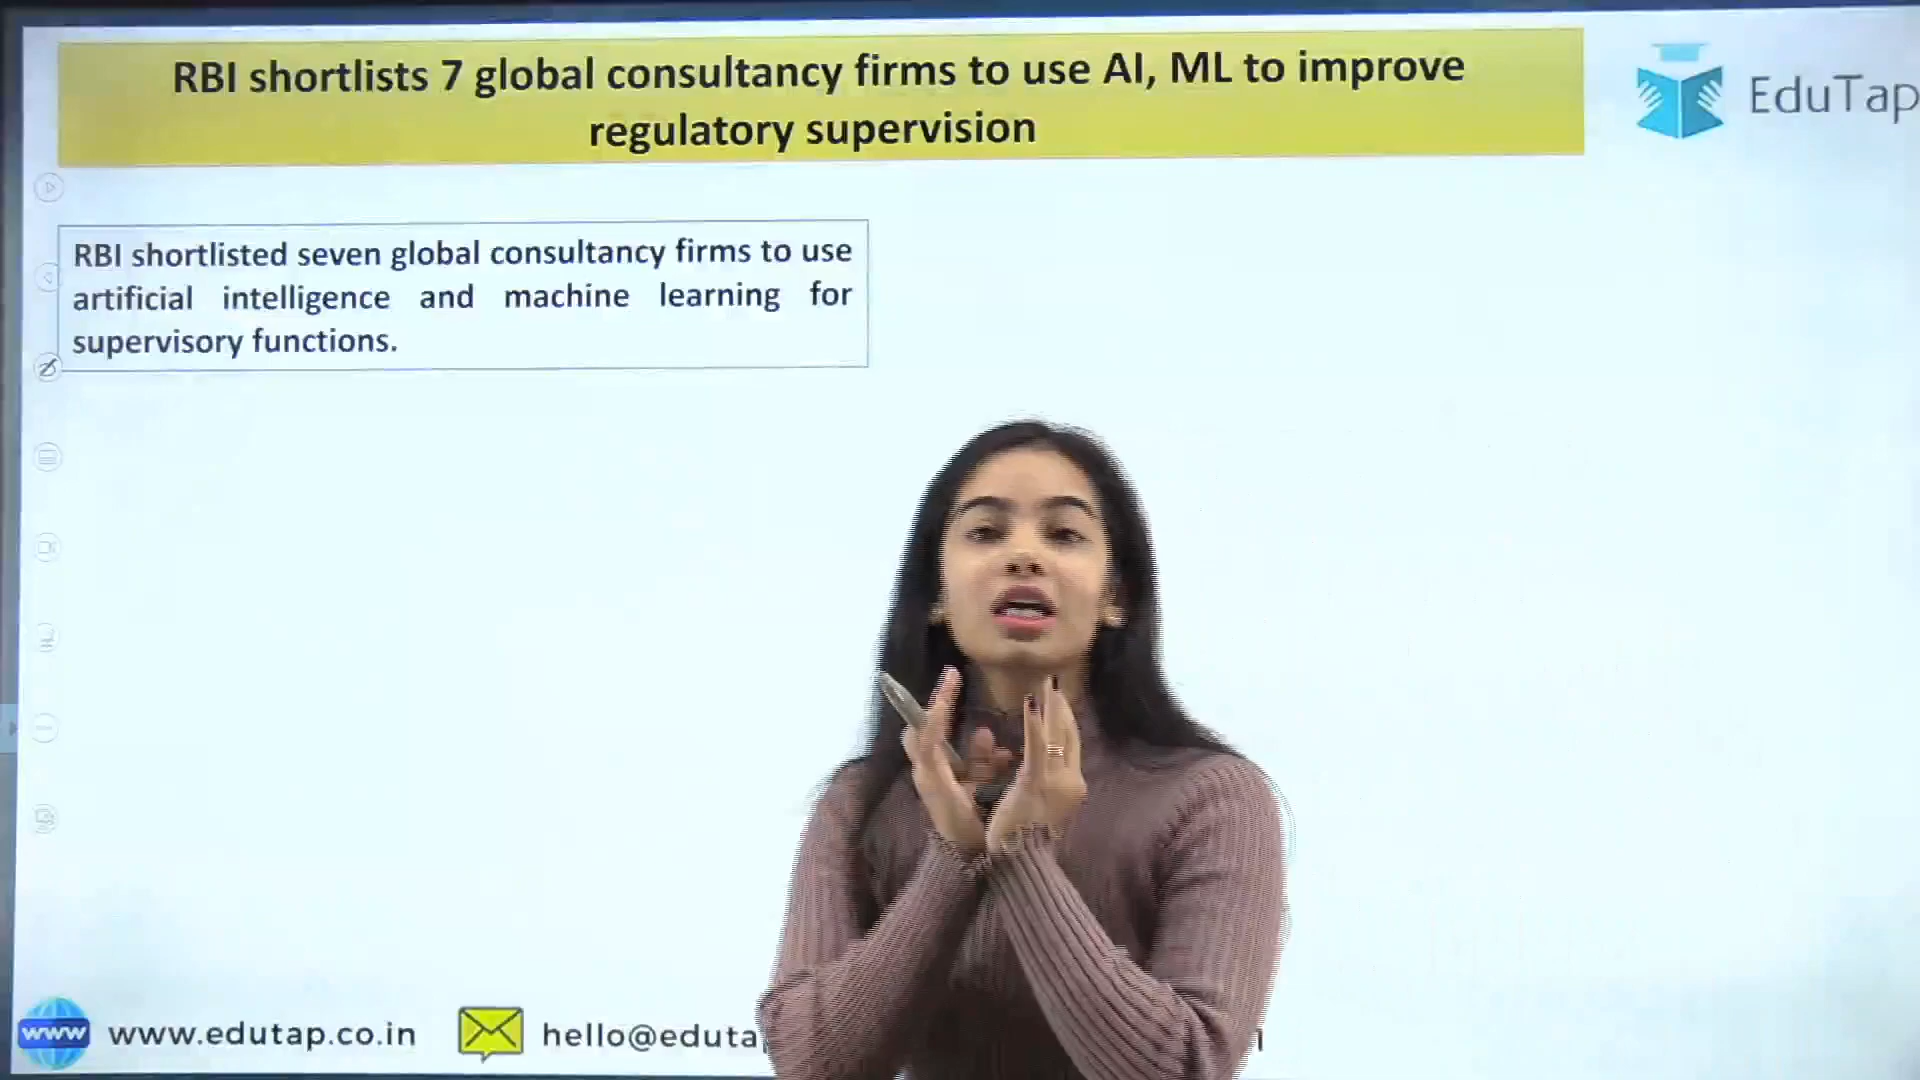 RBI shortlists 7 global consultancy firms to use AI, ML to improve
regulatory supervision
EduTap
RBI shortlisted seven global consultancy firms to use
artificial intelligence and machine learning for
supervisory functions.
www
www.edutap.co.in
hello@eduta